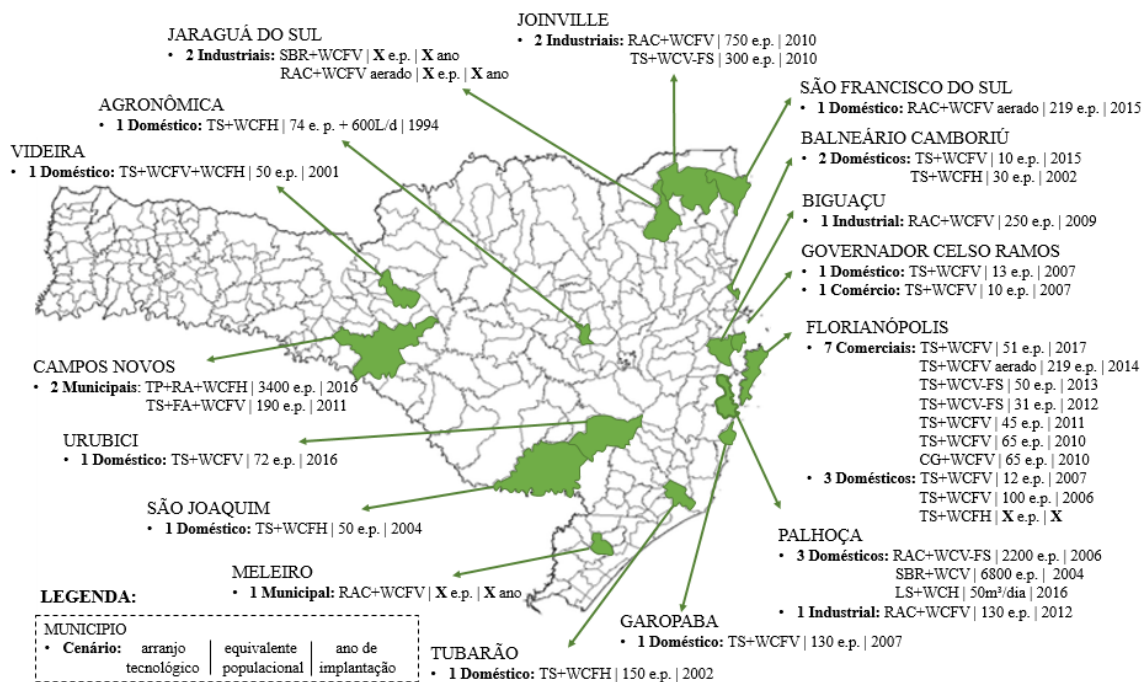 JOINVILLE
• 2 Industriais: RAC+WCFV | 750 e.p. | 2010
TS+WCV-FS | 300 e.p. | 2010
JARAGUÁ DO SUL
• 2 Industriais: SBR+WCFV | X e.p. | X ano
RAC+WCFV aerado | X e.p. | X ano
SÃO FRANCISCO DO SUL
• 1 Doméstico: RAC+WCFV aerado | 219 e.p. | 2015
AGRONÔMICA
• 1 Doméstico: TS+WCFH | 74 e. p. + 600L/d | 1994
BALNEÁRIO CAMBORIÚ
• 2 Domésticos: TS+WCFV | 10 e.p. | 2015
TS+WCFH | 30 e.p. | 2002
VIDEIRA
• 1 Doméstico: TS+WCFV+WCFH | 50 e.p. | 2001
BIGUAÇU
• 1 Industrial: RAC+WCFV | 250 e.p. | 2009
GOVERNADOR CELSO RAMOS
• 1 Doméstico: TS+WCFV | 13 e.p. | 2007
• 1 Comércio: TS+WCFV | 10 e.p. | 2007
FLORIANÓPOLIS
• 7 Comerciais: TS+WCFV | 51 e.p. | 2017
TS+WCFV aerado | 219 e.p. | 2014
TS+WCV-FS | 50 e.p. | 2013
TS+WCV-FS | 31 e.p. | 2012
TS+WCFV | 45 e.p. | 2011
TS+WCFV | 65 e.p. | 2010
CG+WCFV | 65 e.p. | 2010
• 3 Domésticos: TS+WCFV | 12 e.p. | 2007
TS+WCFV | 100 e.p. | 2006
TS+WCFH | X e.p. | X
CAMPOS NOVOS
• 2 Municipais: TP+RA+WCFH | 3400 e.p. | 2016
TS+FA+WCFV | 190 e.p. | 2011
URUBICI
• 1 Doméstico: TS+WCFV | 72 e.p. | 2016
SÃO JOAQUIM
• 1 Doméstico: TS+WCFH | 50 e.p. | 2004
PALHOÇA
• 3 Domésticos: RAC+WCV-FS | 2200 e.p. | 2006
SBR+WCV | 6800 e.p. | 2004
LS+WCH | 50m³/dia | 2016
• 1 Industrial: RAC+WCFV | 130 e.p. | 2012
MELEIRO
• 1 Municipal: RAC+WCFV | X e.p. | X ano
GAROPABA
• 1 Doméstico: TS+WCFV | 130 e.p. | 2007
TUBARÃO
• 1 Doméstico: TS+WCFH | 150 e.p. | 2002
LEGENDA:
MUNICIPIO
• Cenário: arranjo tecnológico | equivalente populacional | ano de implantação